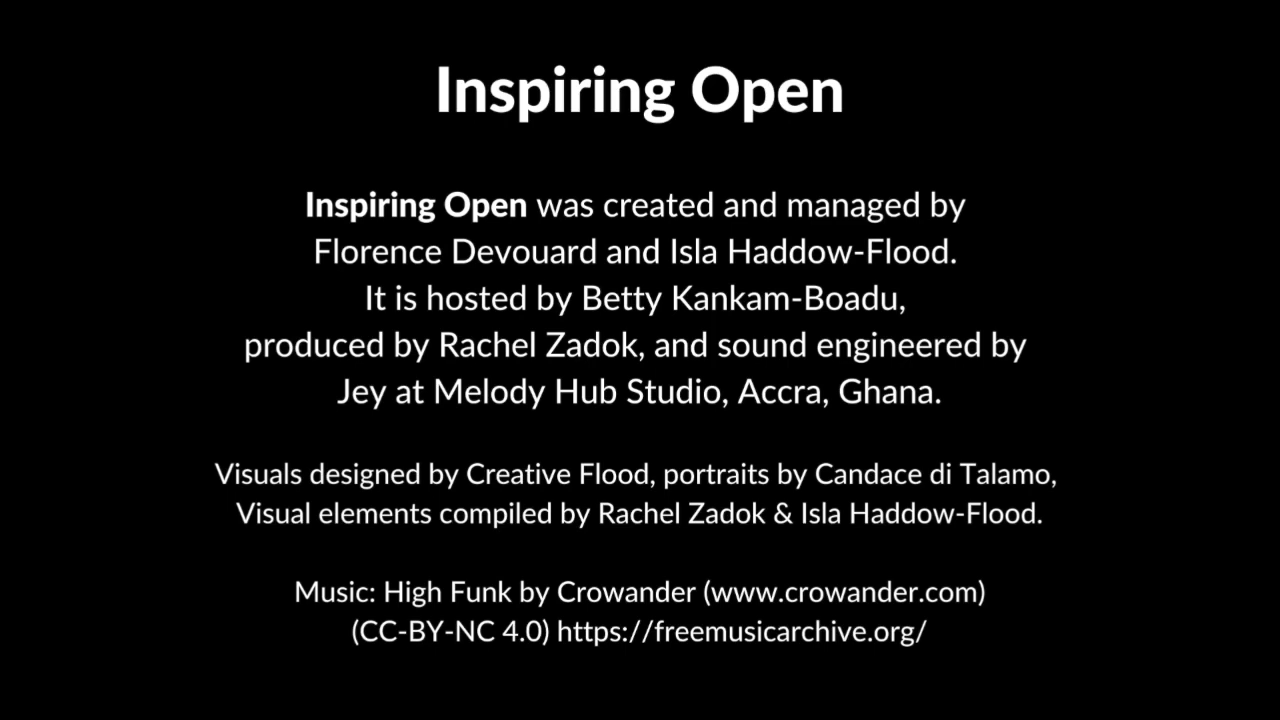 Inspiring Open
Inspiring Open was created and managed by
Florence Devouard and Isla Haddow-Flood.
It is hosted by Betty Kankam-Boadu,
produced by Rachel Zadok, and sound engineered by
Jey at Melody Hub Studio, Accra, Ghana.
Visuals designed by Creative Flood, portraits by Candace di Talamo,
Visual elements compiled by Rachel Zadok & Isla Haddow-Flood.
Music: High Funk by Crowander (www.crowander.com)
(CC-BY-NC 4.0) https://freemusicarchive.org/